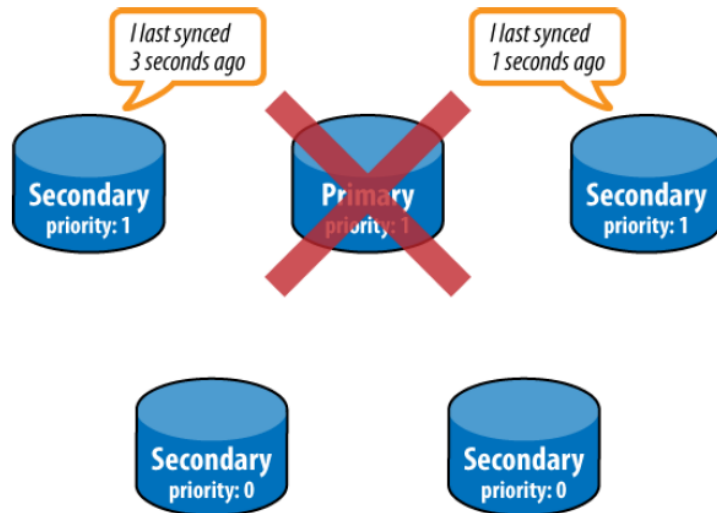 I last synced
3 seconds ago
I last synced
1 seconds ago
Secondary
priority: 1
Primary
priority: 1
Secondary
priority: 1
Secondary
priority: 0
Secondary
priority: 0